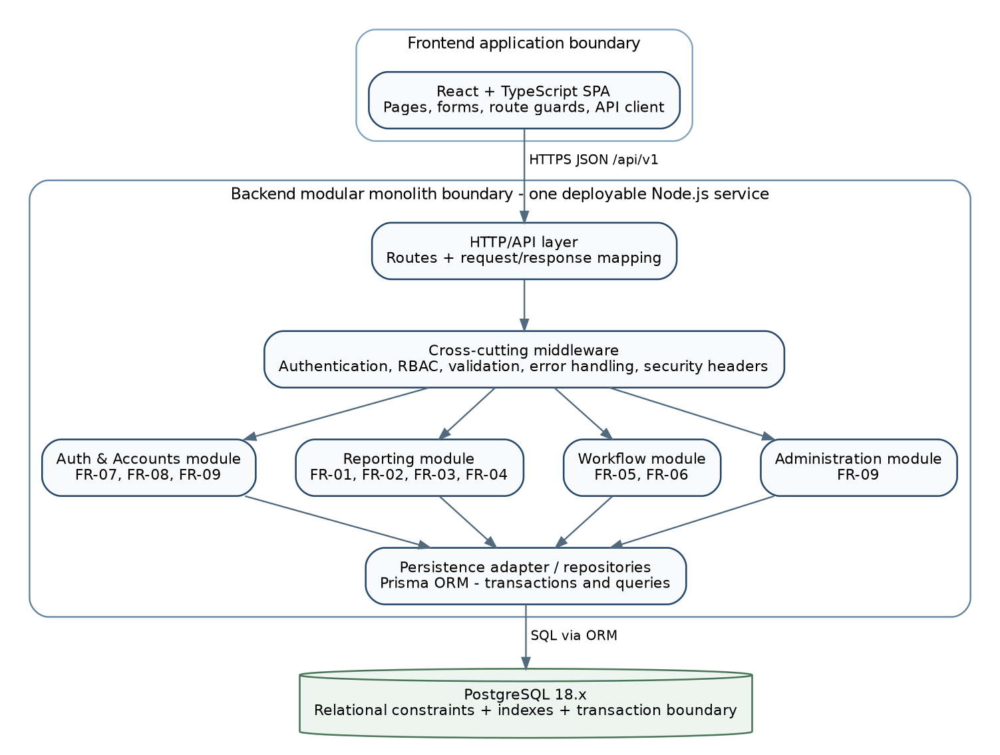 Frontend application boundary
React + TypeScript SPA
Pages, forms, route guards, API client
HTTPS JSON /api/v1
Backend modular monolith boundary - one deployable Node.js service
HTTP/API layer
Routes + request/response mapping
Cross-cutting middleware
Authentication, RBAC, validation, error handling, security headers
Auth & Accounts module
FR-07, FR-08, FR-09
Reporting module
FR-01, FR-02, FR-03, FR-04
Workflow module
FR-05, FR-06
Administration module
FR-09
Persistence adapter / repositories
Prisma ORM - transactions and queries
SQL via ORM
PostgreSQL 18.x
Relational constraints + indexes + transaction boundary